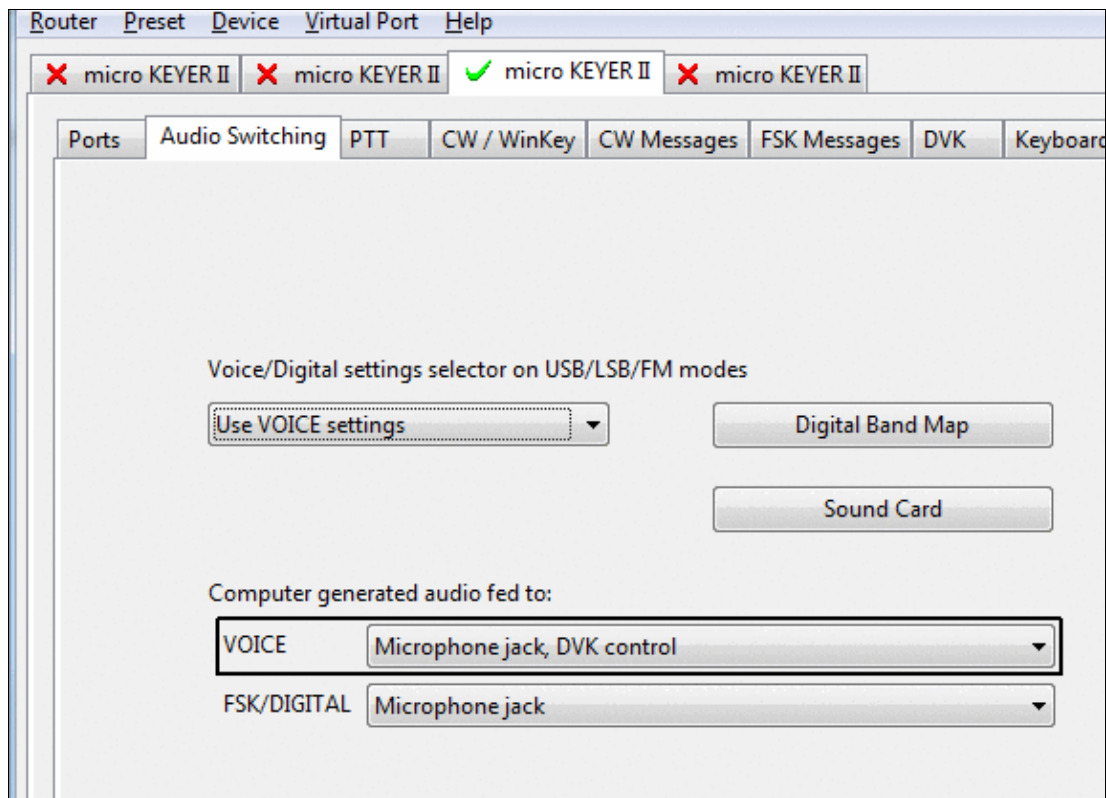 Router Preset Device Virtual Port Help
micro KEYER II micro KEYER II micro KEYER II micro KEYER II
Ports Audio Switching PTT CW / WinKey CW Messages FSK Messages DVK Keyboard
Voice/Digital settings selector on USB/LSB/FM modes
Use VOICE settings Digital Band Map
Sound Card
Computer generated audio fed to:
VOICE Microphone jack, DVK control
FSK/DIGITAL Microphone jack